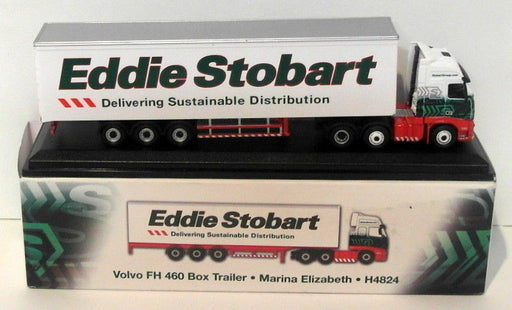 Eddie Stobart
Delivering Sustainable Distribution
Eddie Stobart
Delivering Sustainable Distribution
Volvo FH 460 Box Trailer • Marina Elizabeth • H4824